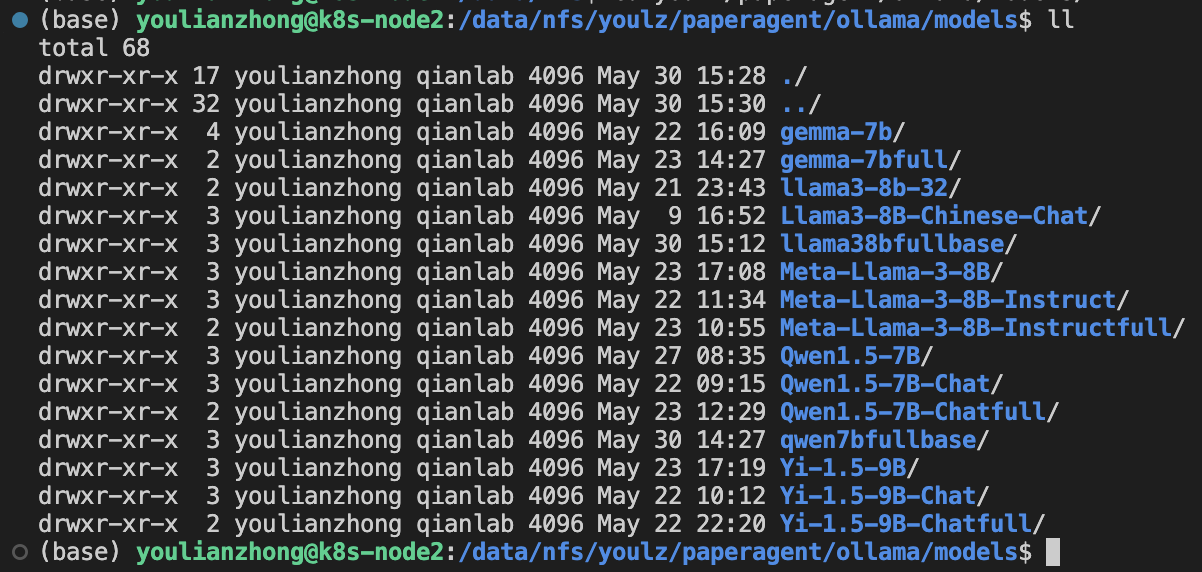 (base) youlianzhong@k8s-node2:/data/nfs/youlz/paperagent/ollama/models$ ll
total 68
drwxr-xr-x 17 youlianzhong qianlab 4096 May 30 15:28 ./
drwxr-xr-x 32 youlianzhong qianlab 4096 May 30 15:30 ../
drwxr-xr-x  4 youlianzhong qianlab 4096 May 22 16:09 gemma-7b/
drwxr-xr-x  2 youlianzhong qianlab 4096 May 23 14:27 gemma-7bfull/
drwxr-xr-x  2 youlianzhong qianlab 4096 May 21 23:43 llama3-8b-32/
drwxr-xr-x  3 youlianzhong qianlab 4096 May  9 16:52 Llama3-8B-Chinese-Chat/
drwxr-xr-x  3 youlianzhong qianlab 4096 May 30 15:12 llama38bfullbase/
drwxr-xr-x  3 youlianzhong qianlab 4096 May 23 17:08 Meta-Llama-3-8B/
drwxr-xr-x  3 youlianzhong qianlab 4096 May 22 11:34 Meta-Llama-3-8B-Instruct/
drwxr-xr-x  2 youlianzhong qianlab 4096 May 23 10:55 Meta-Llama-3-8B-Instructfull/
drwxr-xr-x  3 youlianzhong qianlab 4096 May 27 08:35 Qwen1.5-7B/
drwxr-xr-x  3 youlianzhong qianlab 4096 May 22 09:15 Qwen1.5-7B-Chat/
drwxr-xr-x  2 youlianzhong qianlab 4096 May 23 12:29 Qwen1.5-7B-Chatfull/
drwxr-xr-x  3 youlianzhong qianlab 4096 May 30 14:27 qwen7bfullbase/
drwxr-xr-x  3 youlianzhong qianlab 4096 May 23 17:19 Yi-1.5-9B/
drwxr-xr-x  3 youlianzhong qianlab 4096 May 22 10:12 Yi-1.5-9B-Chat/
drwxr-xr-x  2 youlianzhong qianlab 4096 May 22 22:20 Yi-1.5-9B-Chatfull/
(base) youlianzhong@k8s-node2:/data/nfs/youlz/paperagent/ollama/models$